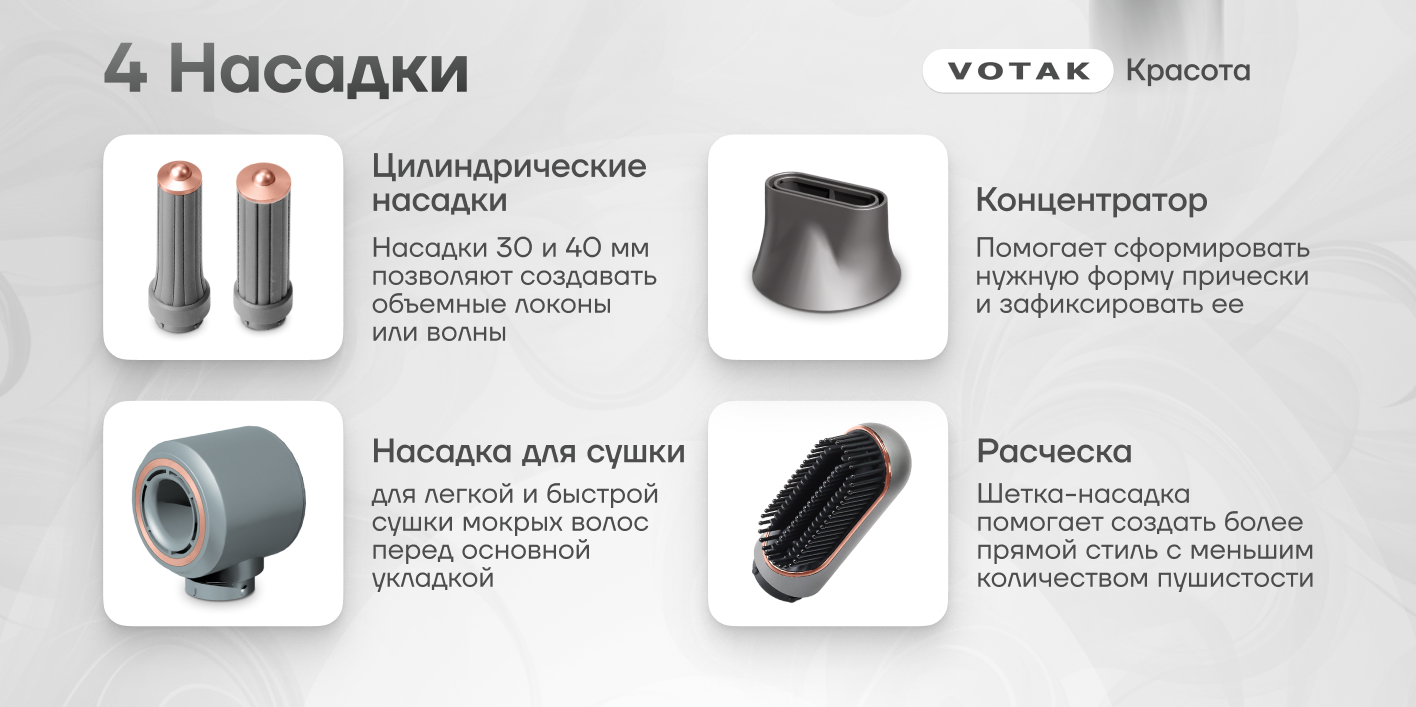 4 Насадки
VOTAK Красота
Цилиндрические
насадки
Насадки 30 и 40 мм
позволяют создавать
объемные локоны
или волны
Концентратор
Помогает сформировать
нужную форму прически
и зафиксировать ее
Насадка для сушки
для легкой и быстрой
сушки мокрых волос
перед основной
укладкой
Расческа
Щетка-насадка
помогает создать более
прямой стиль с меньшим
количеством пушистости